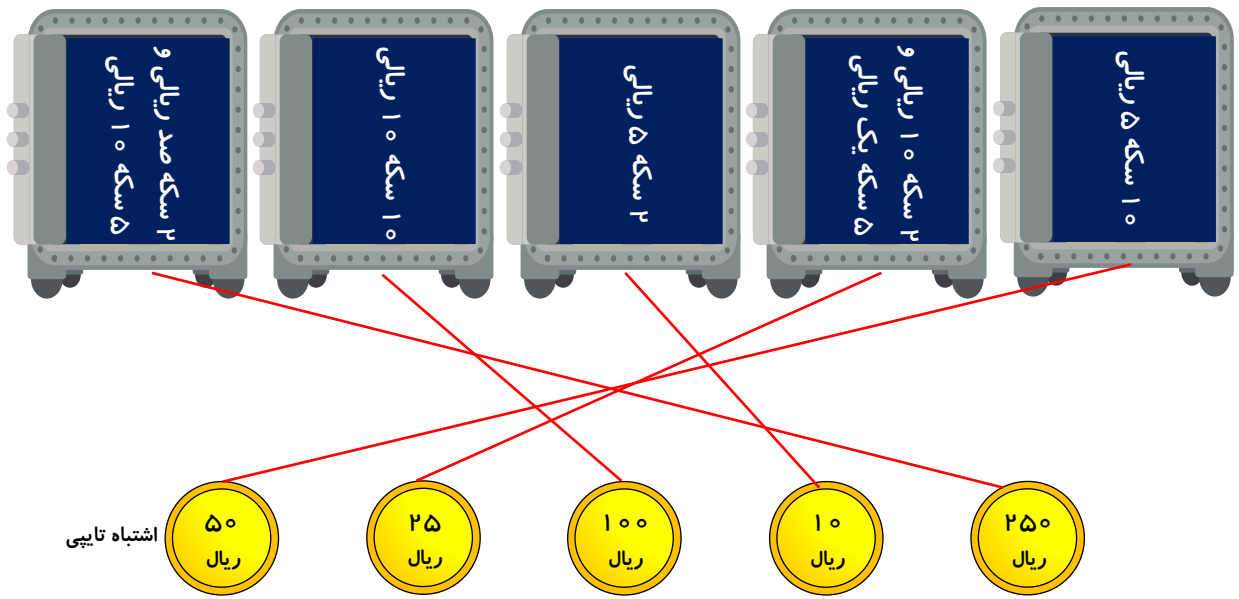 ۱۰ سکه ۵ ریالی
۲ سکه ۱۰ ریالی و
۵ سکه یک ریالی
۲ سکه ۵ ریالی
۱۰ سکه ۱۰ ریالی
۲ سکه صد ریالی و
۵ سکه ۱۰ ریالی
۲۵۰
ریال
۱۰
ریال
۱۰۰
ریال
۲۵
ریال
۵۰
ریال
اشتباه تایپی